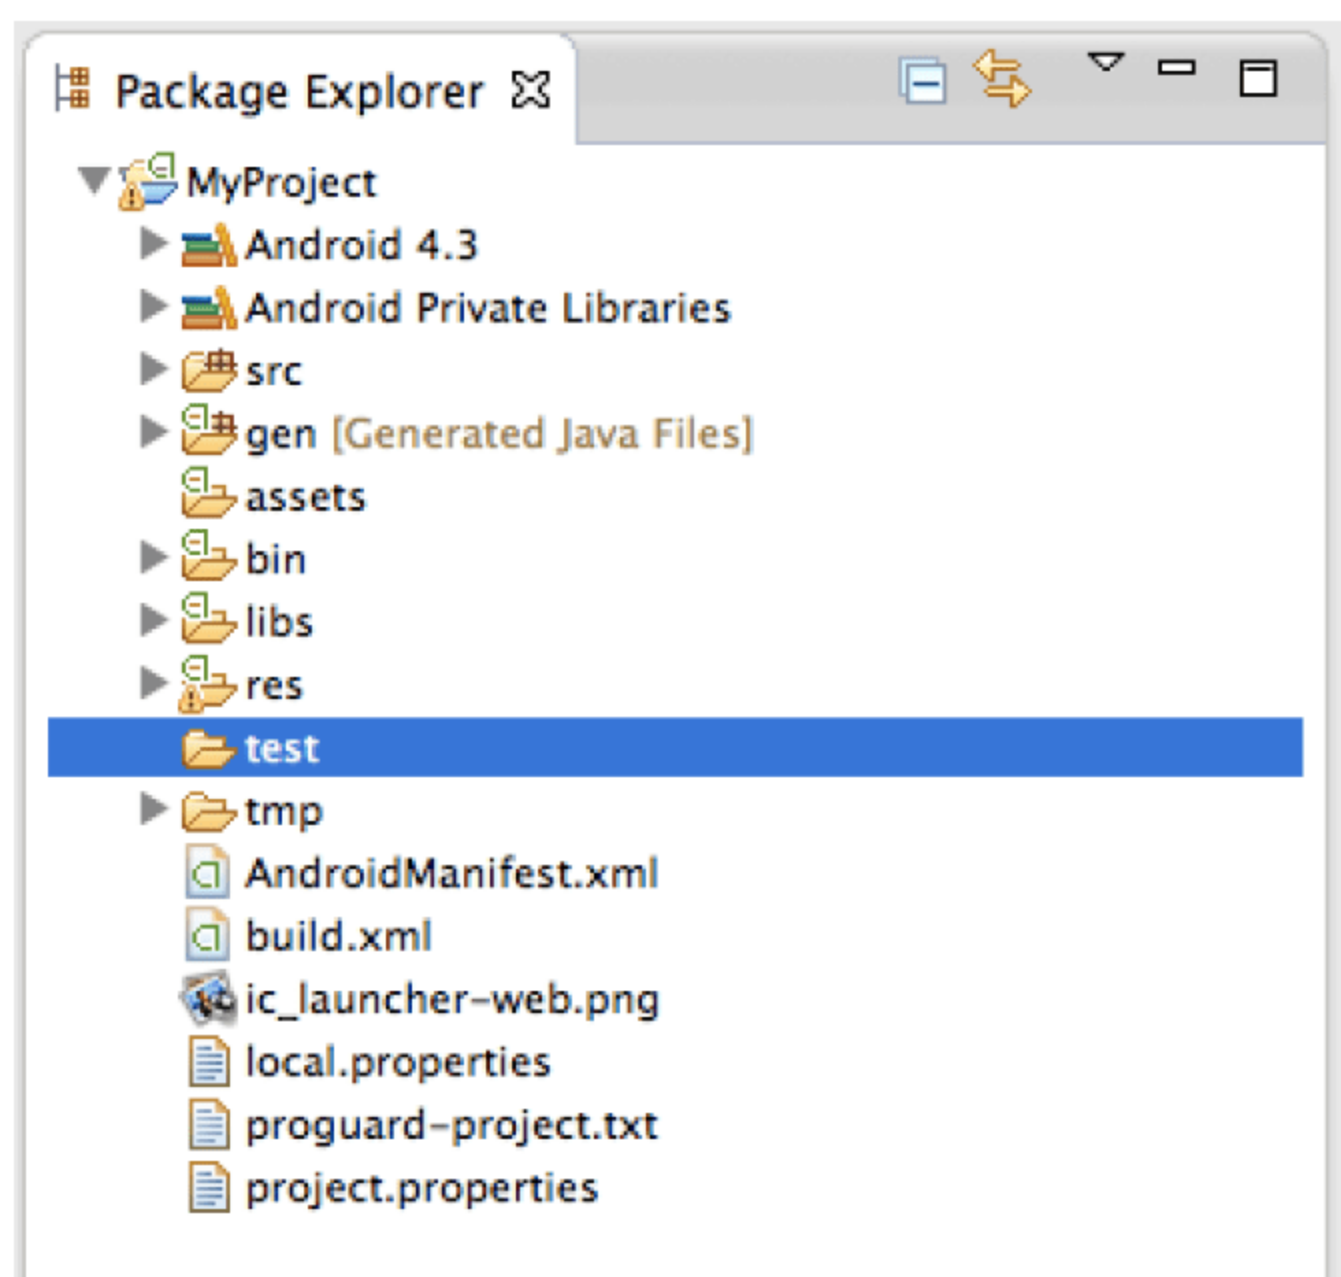 Package Explorer
MyProject
Android 4.3
Android Private Libraries
src
gen [Generated Java Files]
assets
bin
libs
res
test
tmp
AndroidManifest.xml
build.xml
ic_launcher-web.png
local.properties
proguard-project.txt
project.properties